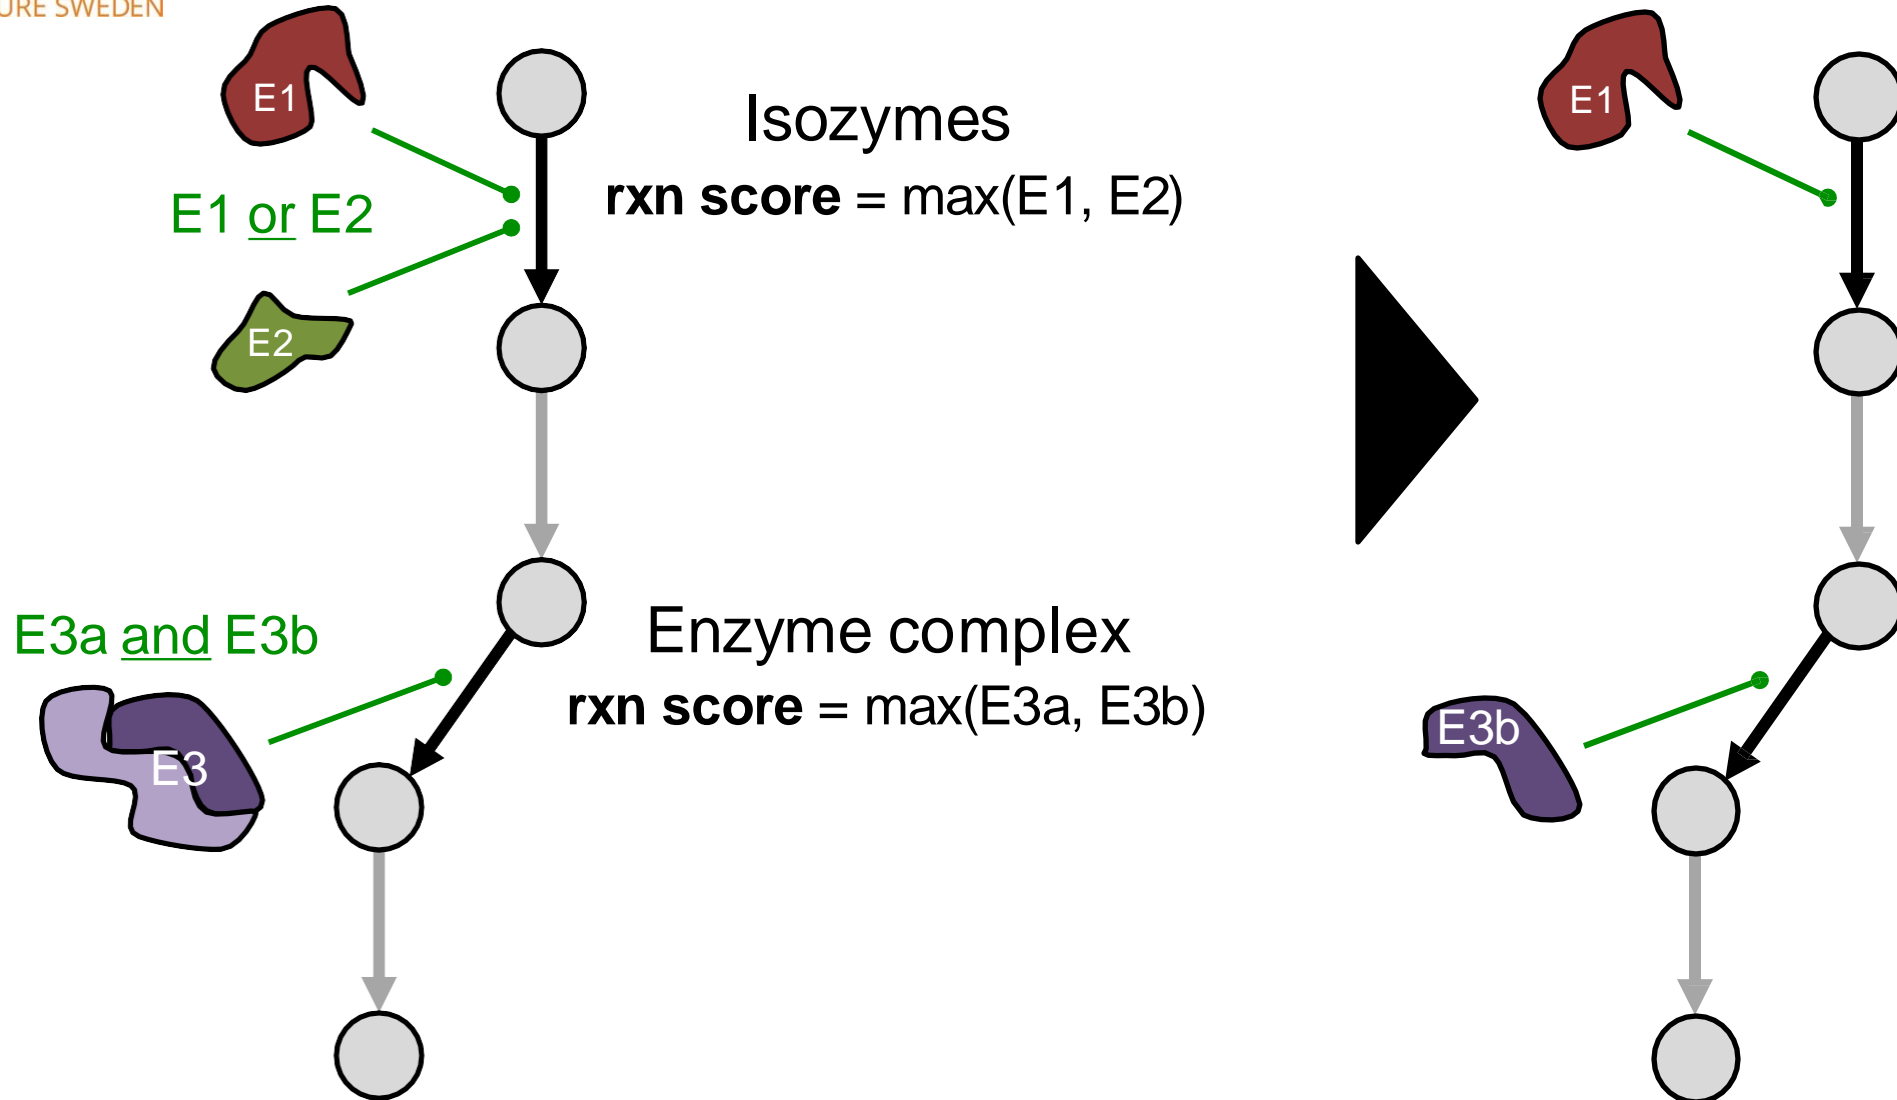 URE SWEDEN
E1
Isozymes
rxn score = max(E1, E2)
E1 or E2
E2
E1
E3a and E3b
Enzyme complex
rxn score = max(E3a, E3b)
E3
E3b